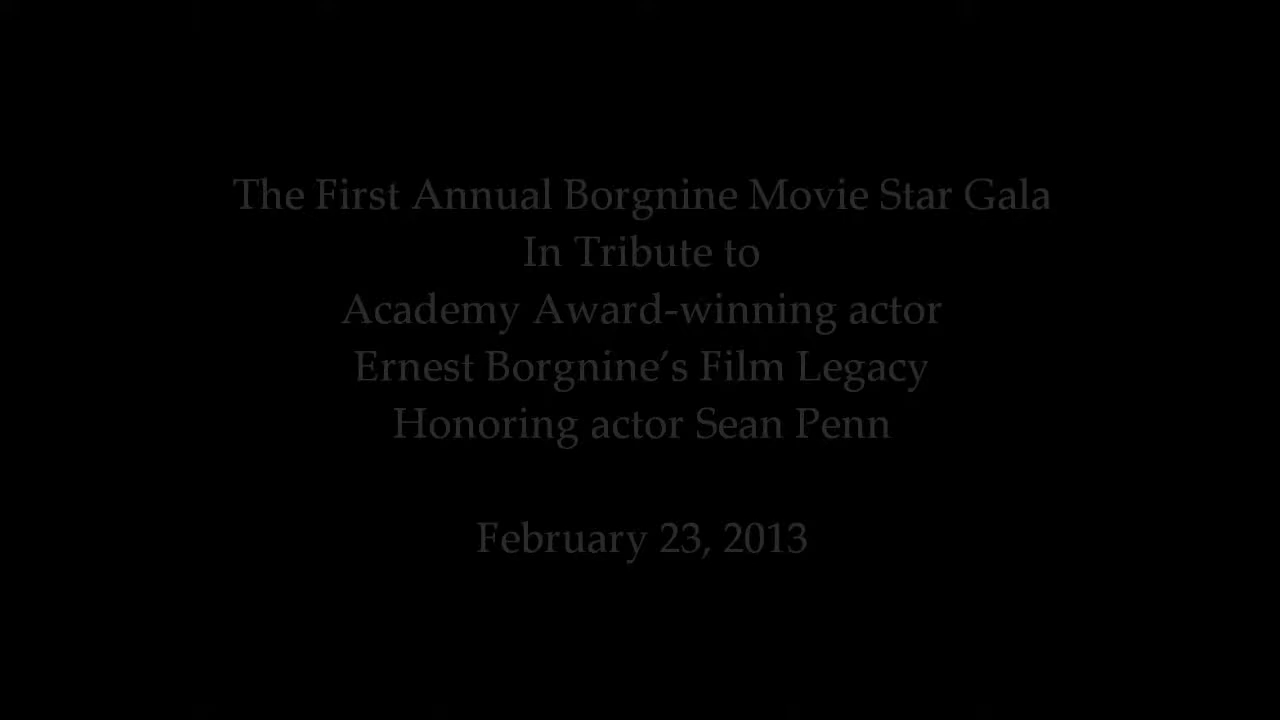 The First Annual Borgnine Movie Star Gala
In Tribute to
Academy Award-winning actor
Ernest Borgnine’s Film Legacy
Honoring actor Sean Penn
February 23, 2013